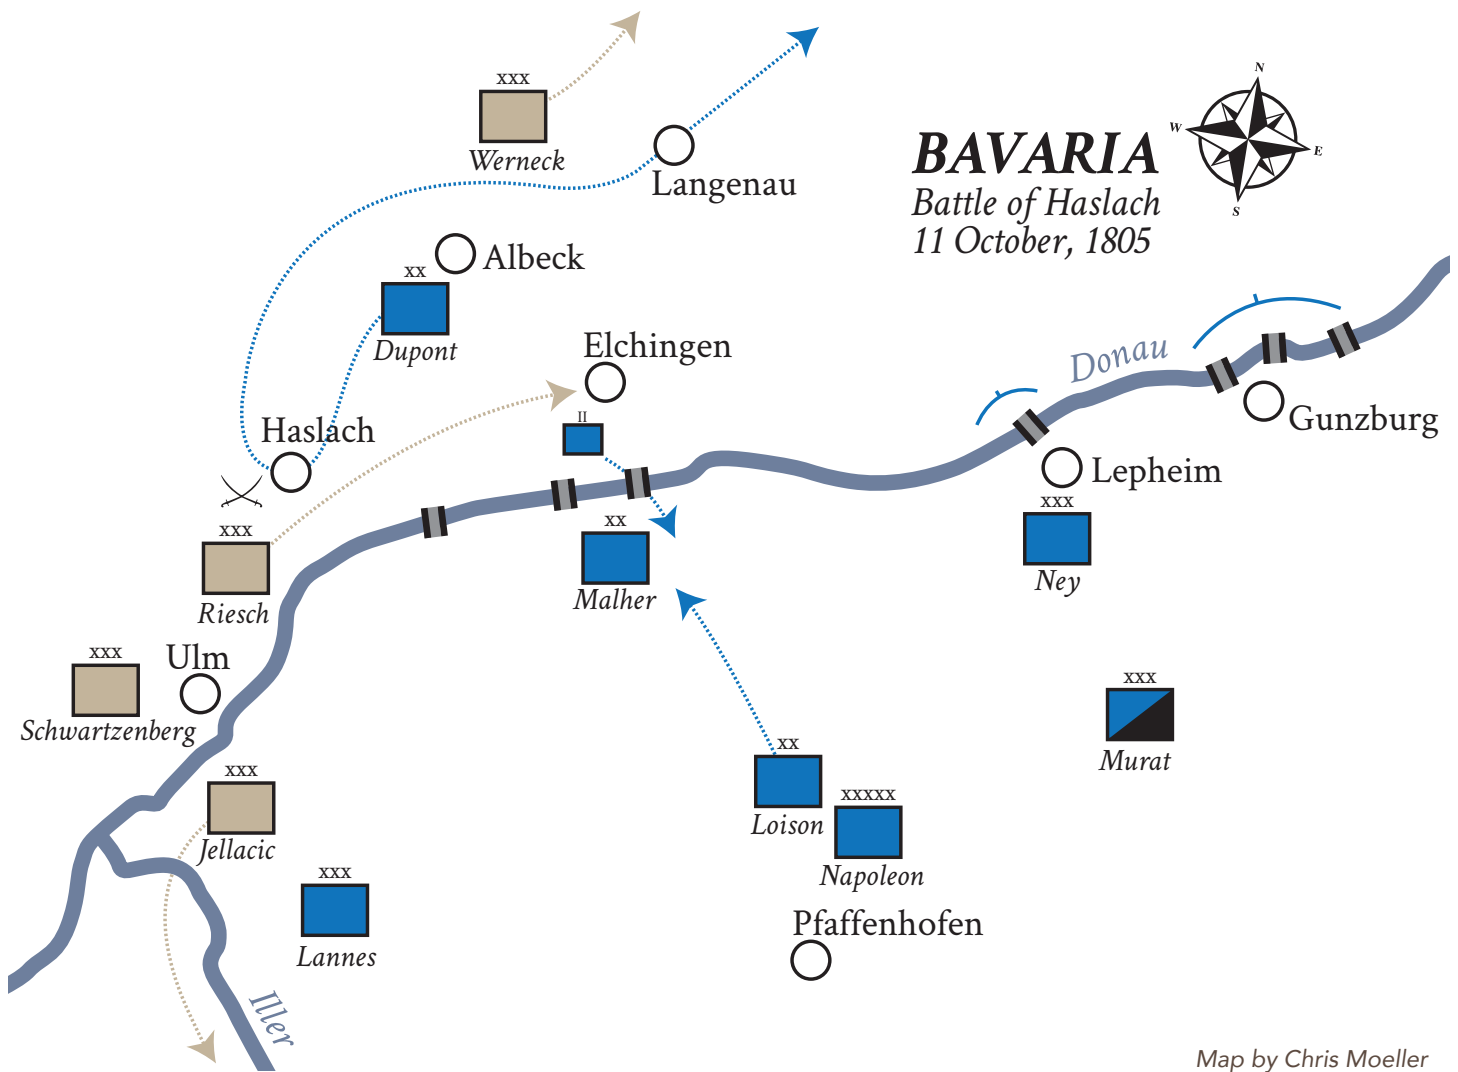 xxx
Werneck
Langenau
BAVARIA
Battle of Haslach
11 October, 1805
N
W
E
S
Albeck
xx
Dupont
Elchingen
II
Donau
Gunzburg
Haslach
Lepheim
xxx
Ney
xxx
Riesch
xx
Malher
xxx
Schwartzenberg
Ulm
xxx
Murat
xxx
Jellacic
xx
Loison
xxxxx
Napoleon
xxx
Lannes
Pfaffenhofen
Iller
Map by Chris Moeller